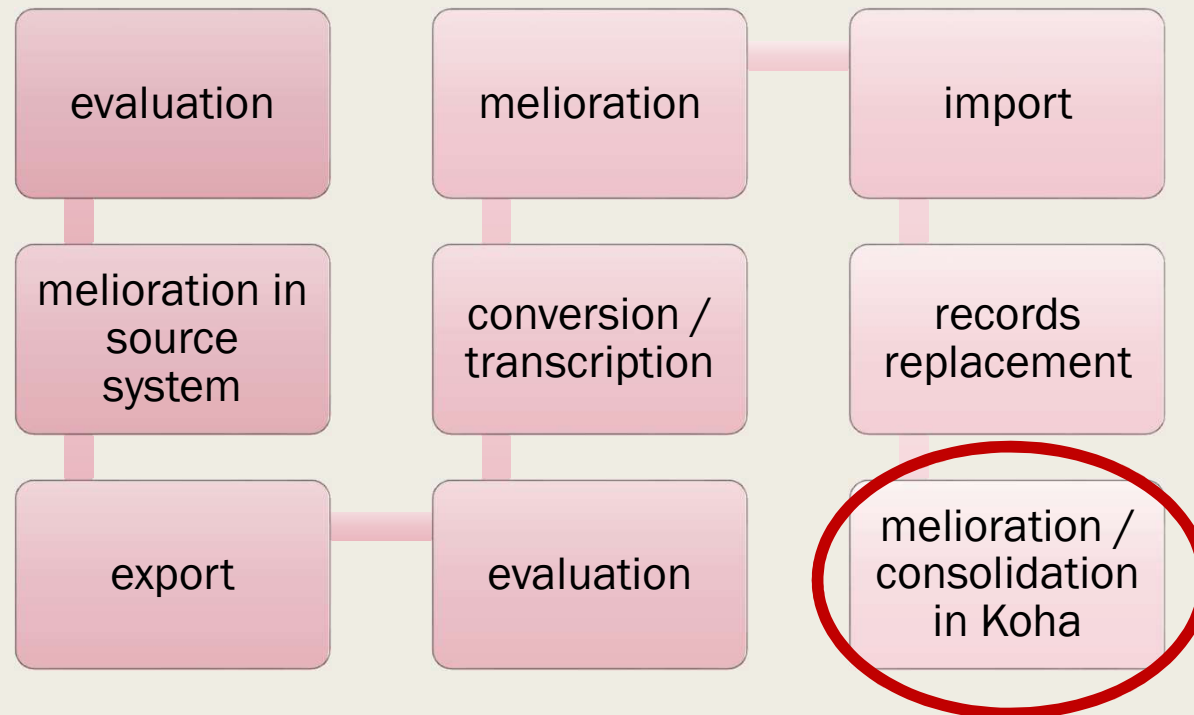 evaluation
melioration in
source
system
export
evaluation
conversion /
transcription
melioration
import
records
replacement
melioration /
consolidation
in Koha